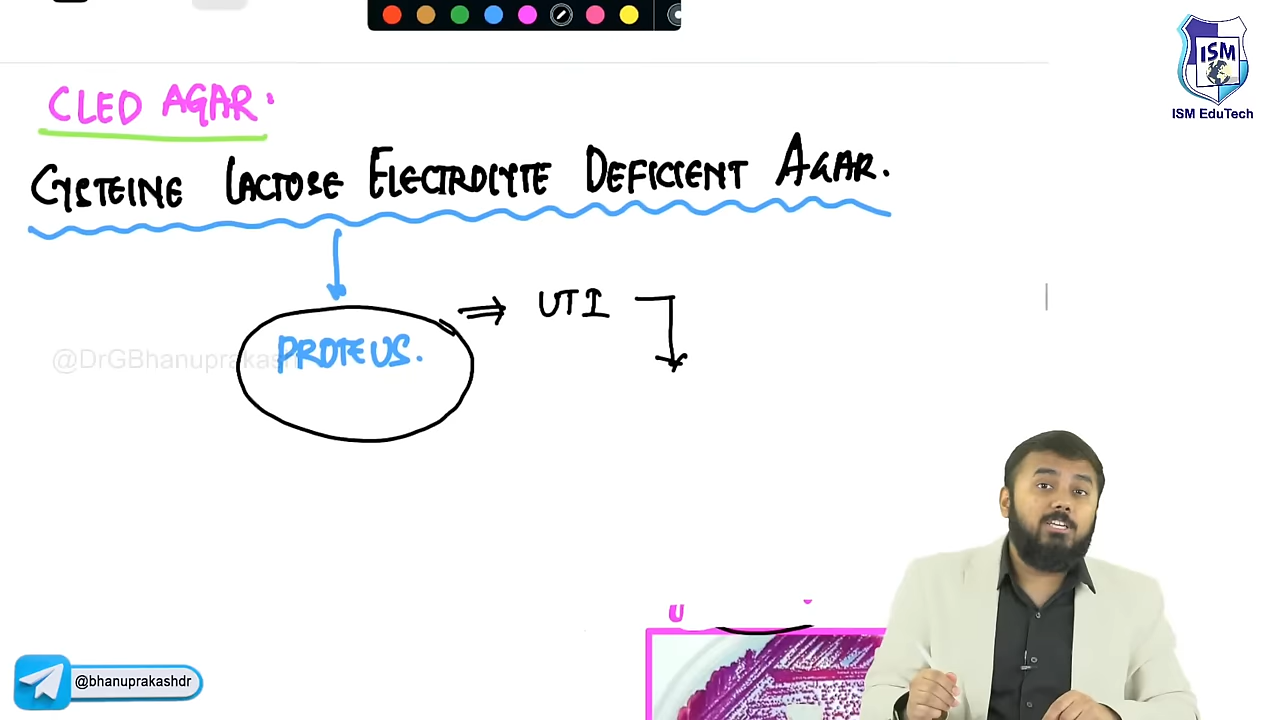 ISM
ISM EduTech
CLED AGAR.
CYSTEINE LACTOSE ELECTROLYTE DEFICIENT AGAR.
⇒ UTI
PROTEUS.
@DrGBhanuprakash
@bhanuprakashdr